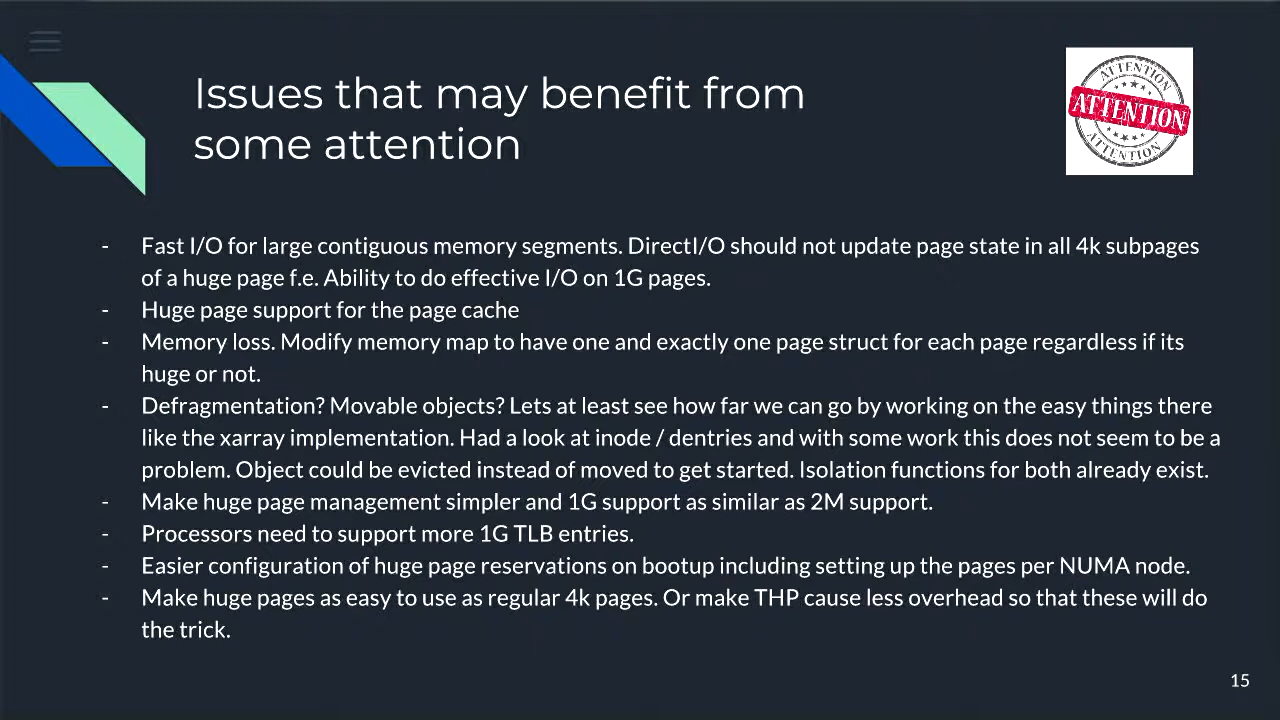 Issues that may benefit from
some attention
ATTENTION
ATTENTION
ATTENTION
- Fast I/O for large contiguous memory segments. DirectI/O should not update page state in all 4k subpages
of a huge page f.e. Ability to do effective I/O on 1G pages.
- Huge page support for the page cache
- Memory loss. Modify memory map to have one and exactly one page struct for each page regardless if its
huge or not.
- Defragmentation? Movable objects? Lets at least see how far we can go by working on the easy things there
like the xarray implementation. Had a look at inode / dentries and with some work this does not seem to be a
problem. Object could be evicted instead of moved to get started. Isolation functions for both already exist.
- Make huge page management simpler and 1G support as similar as 2M support.
- Processors need to support more 1G TLB entries.
- Easier configuration of huge page reservations on bootup including setting up the pages per NUMA node.
- Make huge pages as easy to use as regular 4k pages. Or make THP cause less overhead so that these will do
the trick.
15